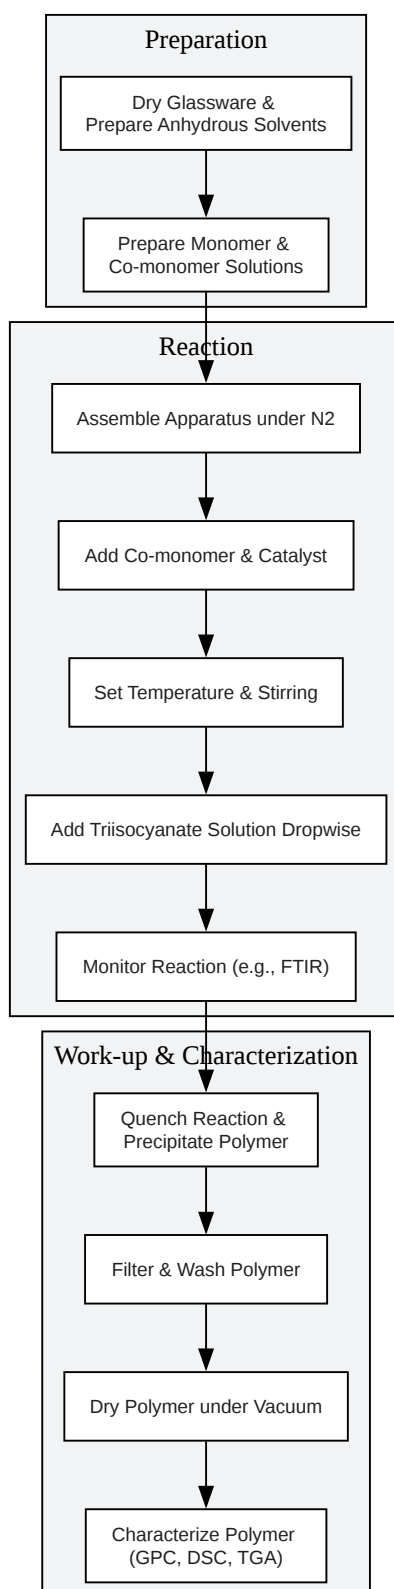 Preparation
Dry Glassware &
Prepare Anhydrous Solvents
Prepare Monomer &
Co-monomer Solutions
Reaction
Assemble Apparatus under N2
Add Co-monomer & Catalyst
Set Temperature & Stirring
Add Triisocyanate Solution Dropwise
Monitor Reaction (e.g., FTIR)
Work-up & Characterization
Quench Reaction &
Precipitate Polymer
Filter & Wash Polymer
Dry Polymer under Vacuum
Characterize Polymer
(GPC, DSC, TGA)